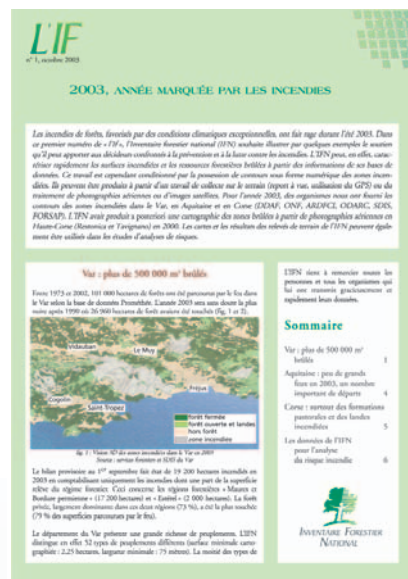 L'IF
n° 1, octobre 2003
2003, ANNÉE MARQUÉE PAR LES INCENDIES
Les incendies de forêts, favorisés par des conditions climatiques exceptionnelles, ont fait rage durant l'été 2003. Dans
ce premier numéro de « l'IF », l'Inventaire forestier national (IFN) souhaite illustrer par quelques exemples le soutien
qu'il peut apporter aux décideurs confrontés à la prévention et à la lutte contre les incendies. L'IFN peut, en effet, carac-
tériser rapidement les surfaces incendiées et les ressources forestières brûlées à partir des informations de ses bases de
données. Ce travail est cependant conditionné par la possession de contours sous forme numérique des zones incen-
diées. Ils peuvent être produits à partir d'un travail de collecte sur le terrain (report à vue, utilisation du GPS) ou du
traitement de photographies aériennes ou d'images satellites. Pour l'année 2003, des organismes nous ont fourni les
contours des zones incendiées dans le Var, en Aquitaine et en Corse (DDAF, ONF, ARDFCI, ODARC, SDIS,
FORSAP). L'IFN avait produit a posteriori une cartographie des zones brûlées à partir de photographies aériennes en
Haute-Corse (Restonica et Tavignano) en 2000. Les cartes et les résultats des relevés de terrain de l'IFN peuvent égale-
ment être utilisés dans les études d'analyses de risques.
Var : plus de 500 000 m³ brûlés
Entre 1973 et 2002, 101 000 hectares de forêts ont été parcourus par le feu dans
le Var selon la base de données Prométhée. L'année 2003 sera sans doute la plus
noire après 1990 où 26 960 hectares de forêt avaient été touchés (fig. 1 et 2).
Vidauban
Le Muy
Fréjus
Cogolin
Saint-Tropez
forêt fermée
forêt ouverte et landes
hors forêt
zone incendiée
fig. 1 : Vision 3D des zones incendiées dans le Var en 2003
Source : services forestiers et SDIS du Var
Le bilan provisoire au 1er septembre fait état de 19 200 hectares incendiés en
2003 en comptabilisant uniquement les incendies dont une part de la superficie
relève du régime forestier. Ceci concerne les régions forestières « Maures et
Bordure permienne » (17 200 hectares) et « Estérel » (2 000 hectares). La forêt
privée, largement dominante dans ces deux régions (73 %), a été la plus touchée
(79 % des superficies parcourues par le feu).
Le département du Var présente une grande richesse de peuplements. L'IFN
distingue en effet 52 types de peuplements différents (surface minimale carto-
graphiée : 2,25 hectares, largeur minimale : 75 mètres). La moitié des types de
L'IFN tient à remercier toutes les
personnes et tous les organismes qui
lui ont transmis gracieusement et
rapidement leurs données.
Sommaire
Var : plus de 500 000 m³
brûlés 1
Aquitaine : peu de grands
feux en 2003, un nombre
important de départs 4
Corse : surtout des formations
pastorales et des landes
incendiées 5
Les données de l'IFN
pour l'analyse
du risque incendie 6
INVENTAIRE FORESTIER
NATIONAL